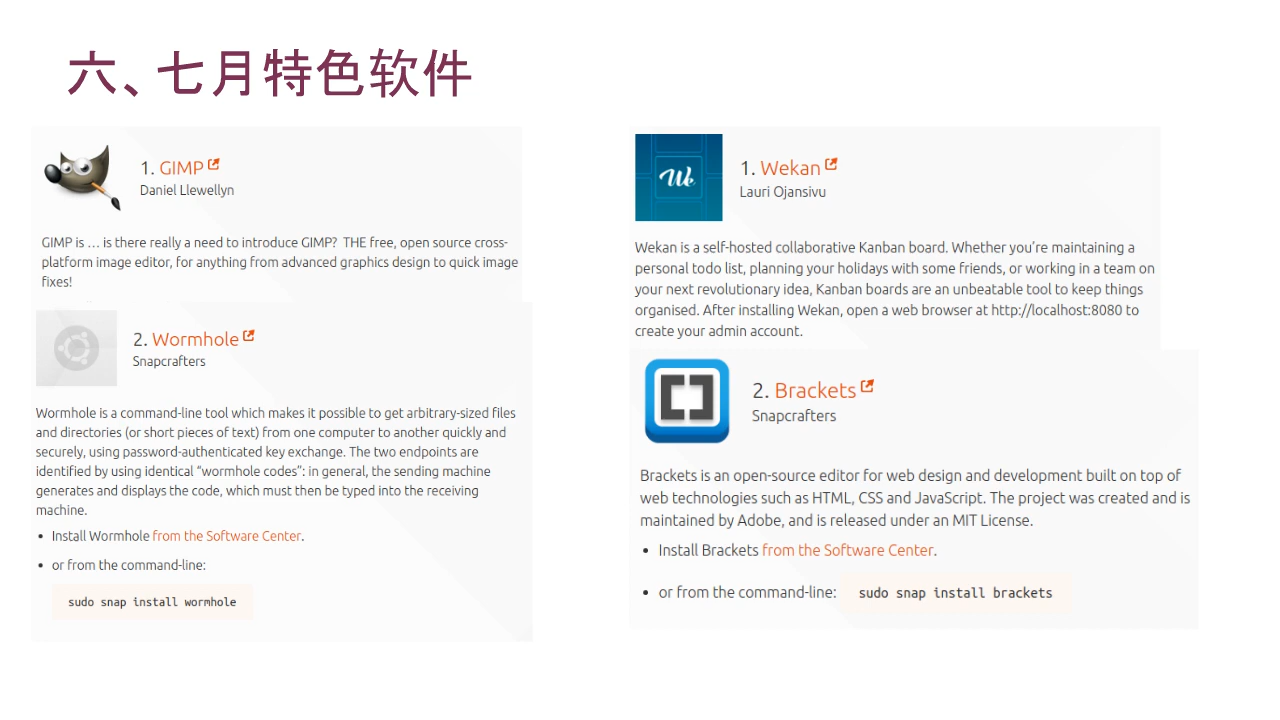 六、七月特色软件
1. GIMP
Daniel Llewellyn
GIMP is … is there really a need to introduce GIMP? THE free, open source cross-
platform image editor, for anything from advanced graphics design to quick image
fixes!
2. Wormhole
Snapcrafters
Wormhole is a command-line tool which makes it possible to get arbitrary-sized files
and directories (or short pieces of text) from one computer to another quickly and
securely, using password-authenticated key exchange. The two endpoints are
identified by using identical “wormhole codes”: in general, the sending machine
generates and displays the code, which must then be typed into the receiving
machine.
• Install Wormhole from the Software Center.
• or from the command-line:
sudo snap install wormhole
We
1. Wekan
Lauri Ojansivu
Wekan is a self-hosted collaborative Kanban board. Whether you’re maintaining a
personal todo list, planning your holidays with some friends, or working in a team on
your next revolutionary idea, Kanban boards are an unbeatable tool to keep things
organised. After installing Wekan, open a web browser at http://localhost:8080 to
create your admin account.
2. Brackets
Snapcrafters
Brackets is an open-source editor for web design and development built on top of
web technologies such as HTML, CSS and JavaScript. The project was created and is
maintained by Adobe, and is released under an MIT License.
• Install Brackets from the Software Center.
• or from the command-line: sudo snap install brackets